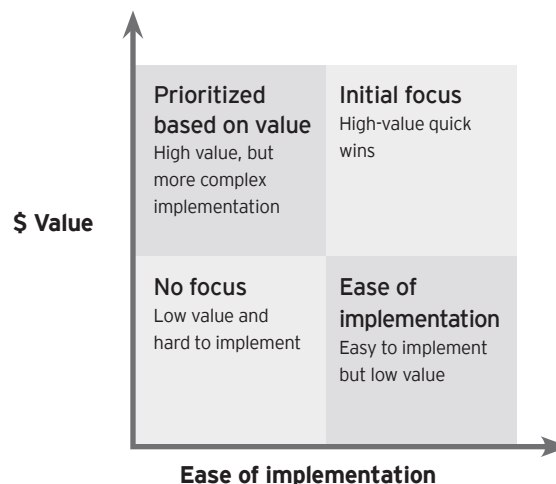 Prioritized
based on value
High value, but
more complex
implementation
Initial focus
High-value quick
wins
$ Value
No focus
Low value and
hard to implement
Ease of
implementation
Easy to implement
but low value
Ease of implementation